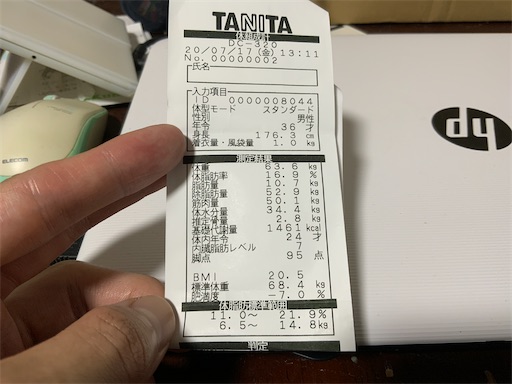 TANITA
体組成計
DC-320
20/07/17(金) 13:11
No. 00000002
氏名
入力項目
ID 0000008044
体型モード スタンダード
性別 男性
年令 36 才
身長 176.3 cm
着衣量・風袋量 1.0 kg
測定結果
体重 63.6 kg
体脂肪率 16.9 %
脂肪量 10.7 kg
除脂肪量 52.9 kg
筋肉量 50.1 kg
体水分量 34.4 kg
推定骨量 2.8 kg
基礎代謝量 1461 kcal
体内年令 24 才
内臓脂肪レベル 7
脚点 95 点
BMI 20.5
標準体重 68.4 kg
肥満度 -7.0 %
体脂肪標準範囲
11.0~ 21.9%
6.5~ 14.8kg
判定
hp
ELECOM